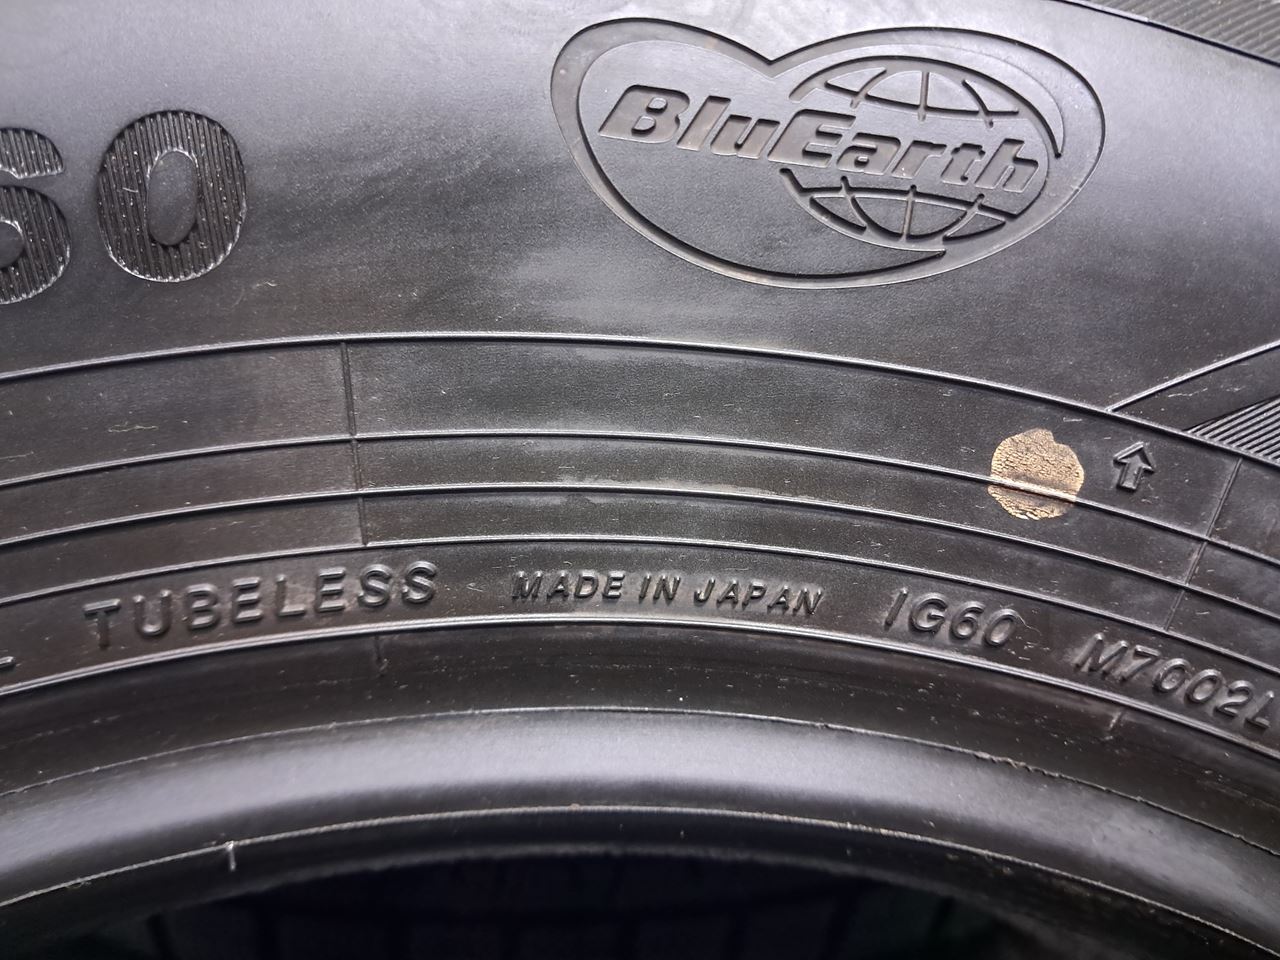 60
BluEarth
TUBELESS MADE IN JAPAN IG60 M7002L